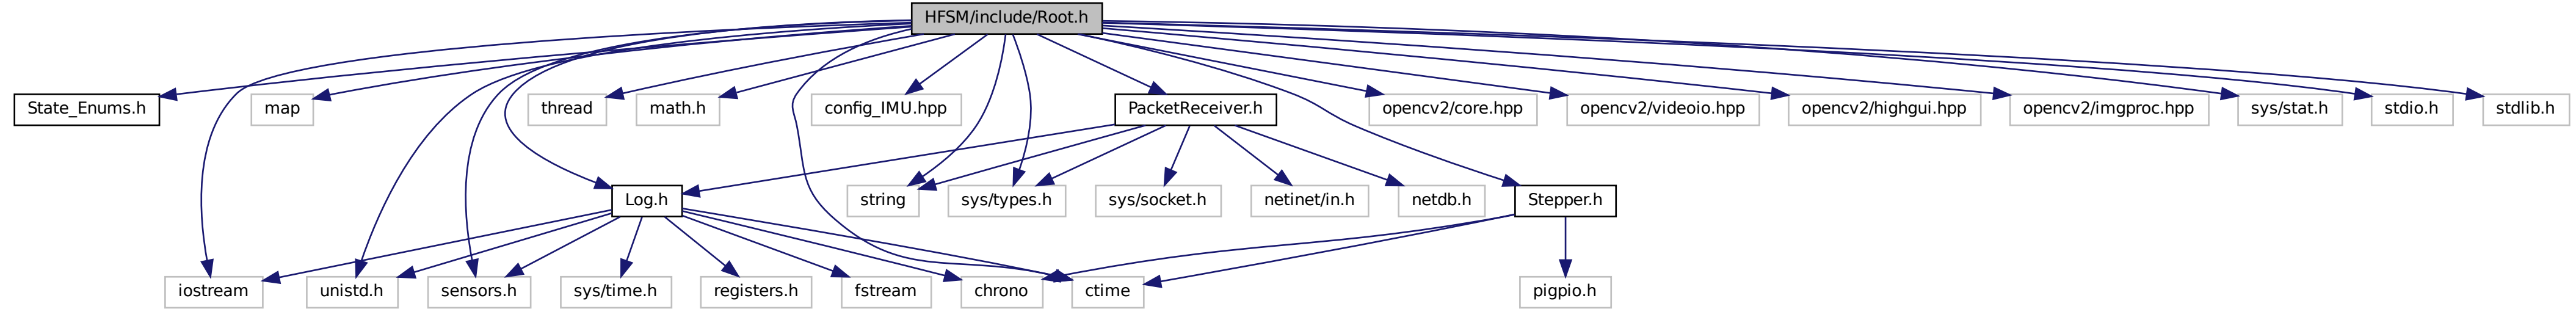 HFSM/include/Root.h
State_Enums.h
map
thread
math.h
config_IMU.hpp
PacketReceiver.h
opencv2/core.hpp
opencv2/videoio.hpp
opencv2/highgui.hpp
opencv2/imgproc.hpp
sys/stat.h
stdio.h
stdlib.h
Log.h
string
sys/types.h
sys/socket.h
netinet/in.h
netdb.h
Stepper.h
iostream
unistd.h
sensors.h
sys/time.h
registers.h
fstream
chrono
ctime
pigpio.h